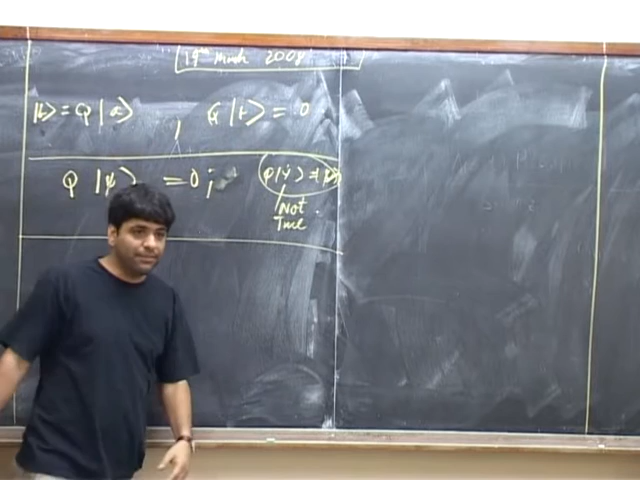 19th March 2008
|t> = Q |α> , Q |t> = 0
Q |ψ> = 0 ;
Not
True